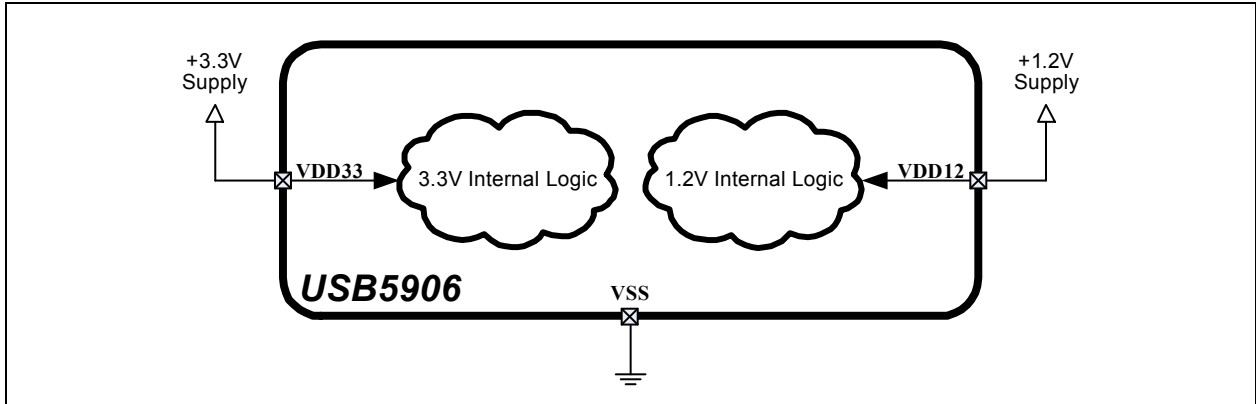 +3.3V
Supply
+1.2V
Supply
VDD33
3.3V Internal Logic
1.2V Internal Logic
VDD12
USB5906
VSS